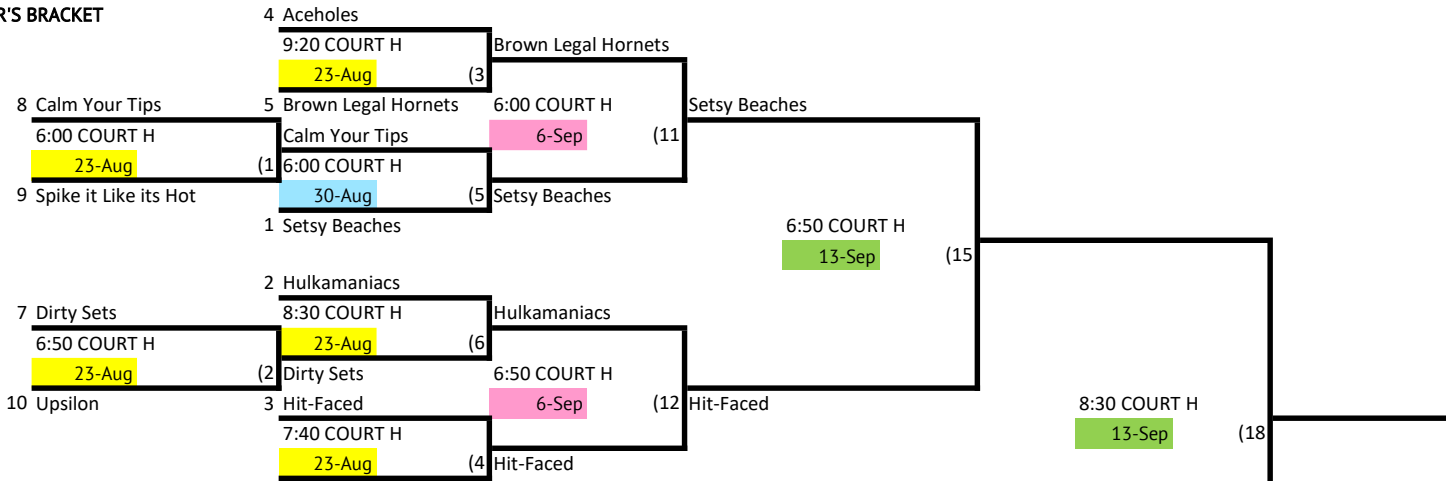 R'S BRACKET
4 Aceholes
9:20 COURT H
Brown Legal Hornets
23-Aug (3
8 Calm Your Tips
5 Brown Legal Hornets
6:00 COURT H
Setsy Beaches
6:00 COURT H
Calm Your Tips
6-Sep (11
23-Aug (1
6:00 COURT H
30-Aug (5
9 Spike it Like its Hot
Setsy Beaches
1 Setsy Beaches
6:50 COURT H
13-Sep (15
2 Hulkamaniacs
7 Dirty Sets
8:30 COURT H
Hulkamaniacs
6:50 COURT H
23-Aug (6
23-Aug (2
Dirty Sets
6:50 COURT H
10 Upsilon
3 Hit-Faced
6-Sep (12
Hit-Faced
8:30 COURT H
7:40 COURT H
13-Sep (18
23-Aug (4
Hit-Faced